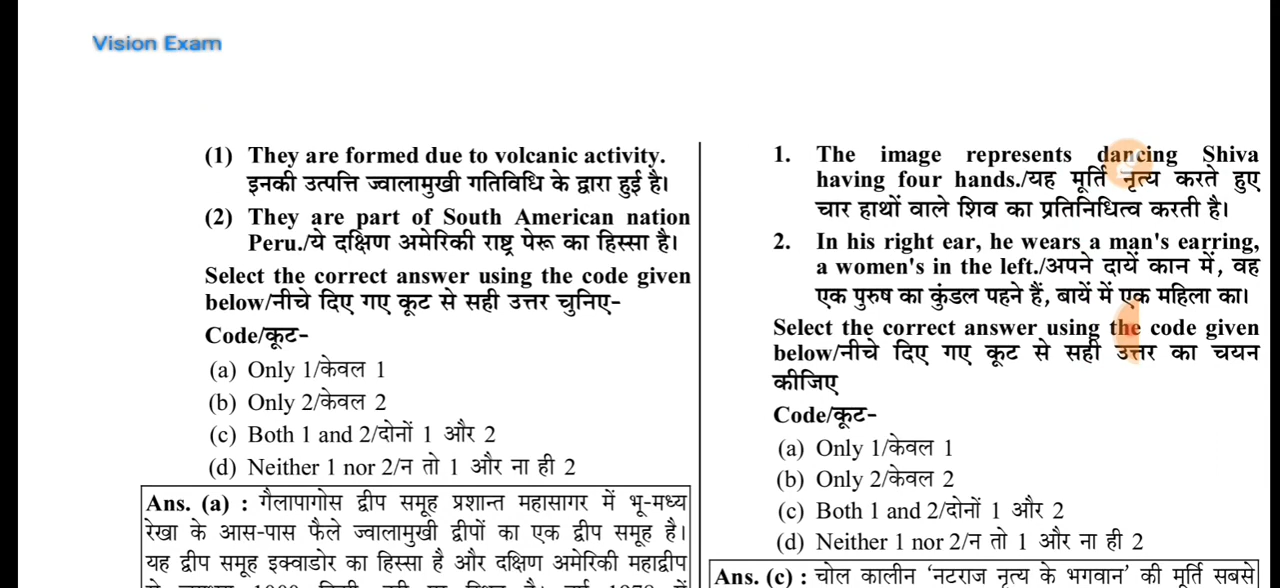 Vision Exam
(1) They are formed due to volcanic activity.
इनकी उत्पत्ति ज्वालामुखी गतिविधि के द्वारा हुई है।
(2) They are part of South American nation
Peru./ये दक्षिण अमेरिकी राष्ट्र पेरू का हिस्सा है।
Select the correct answer using the code given
below/नीचे दिए गए कूट से सही उत्तर चुनिए–
Code/कूट–
(a) Only 1/केवल 1
(b) Only 2/केवल 2
(c) Both 1 and 2/दोनों 1 और 2
(d) Neither 1 nor 2/न तो 1 और ना ही 2
Ans. (a) : गैलापागोस द्वीप समूह प्रशान्त महासागर में भू-मध्य
रेखा के आस-पास फैले ज्वालामुखी द्वीपों का एक द्वीप समूह है।
यह द्वीप समूह इक्वाडोर का हिस्सा है और दक्षिण अमेरिकी महाद्वीप
1. The image represents dancing Shiva
having four hands./यह मूर्ति नृत्य करते हुए
चार हाथों वाले शिव का प्रतिनिधित्व करती है।
2. In his right ear, he wears a man's earring,
a women's in the left./अपने दायें कान में, वह
एक पुरुष का कुंडल पहने हैं, बायें में एक महिला का।
Select the correct answer using the code given
below/नीचे दिए गए कूट से सही उत्तर का चयन
कीजिए
Code/कूट–
(a) Only 1/केवल 1
(b) Only 2/केवल 2
(c) Both 1 and 2/दोनों 1 और 2
(d) Neither 1 nor 2/न तो 1 और ना ही 2
Ans. (c) : चोल कालीन ‘नटराज नृत्य के भगवान’ की मूर्ति सबसे